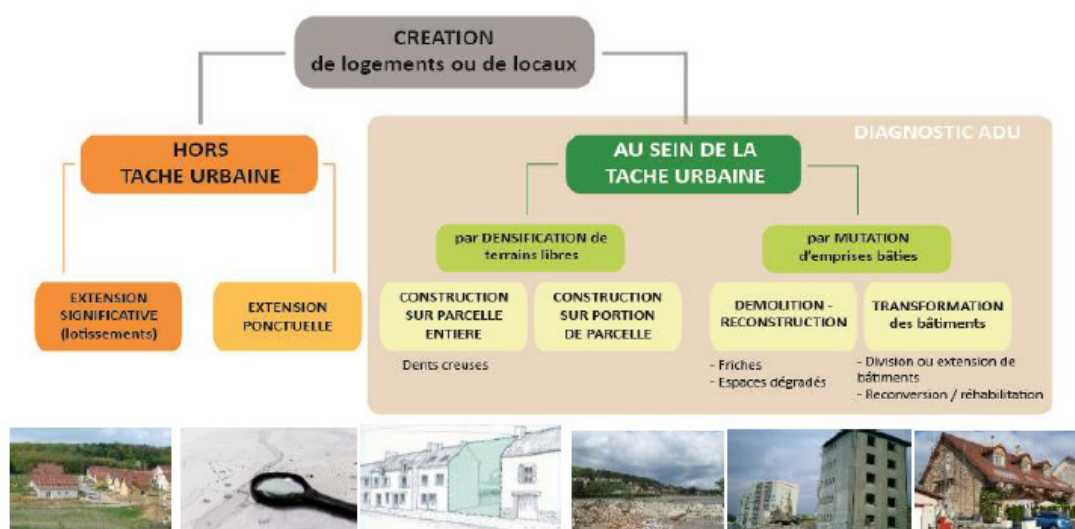 CREATION
de logements ou de locaux
DIAGNOSTIC ADU
HORS
TACHE URBAINE
AU SEIN DE LA
TACHE URBAINE
par DENSIFICATION de
terrains libres
par MUTATION
d'emprises bâties
EXTENSION
SIGNIFICATIVE
(lotissements)
EXTENSION
PONCTUELLE
CONSTRUCTION
SUR PARCELLE
ENTIERE
CONSTRUCTION
SUR PORTION
DE PARCELLE
DEMOLITION -
RECONSTRUCTION
TRANSFORMATION
des bâtiments
Dents creuses
- Friches
- Espaces dégradés
- Division ou extension de
bâtiments
- Reconversion / réhabilitation